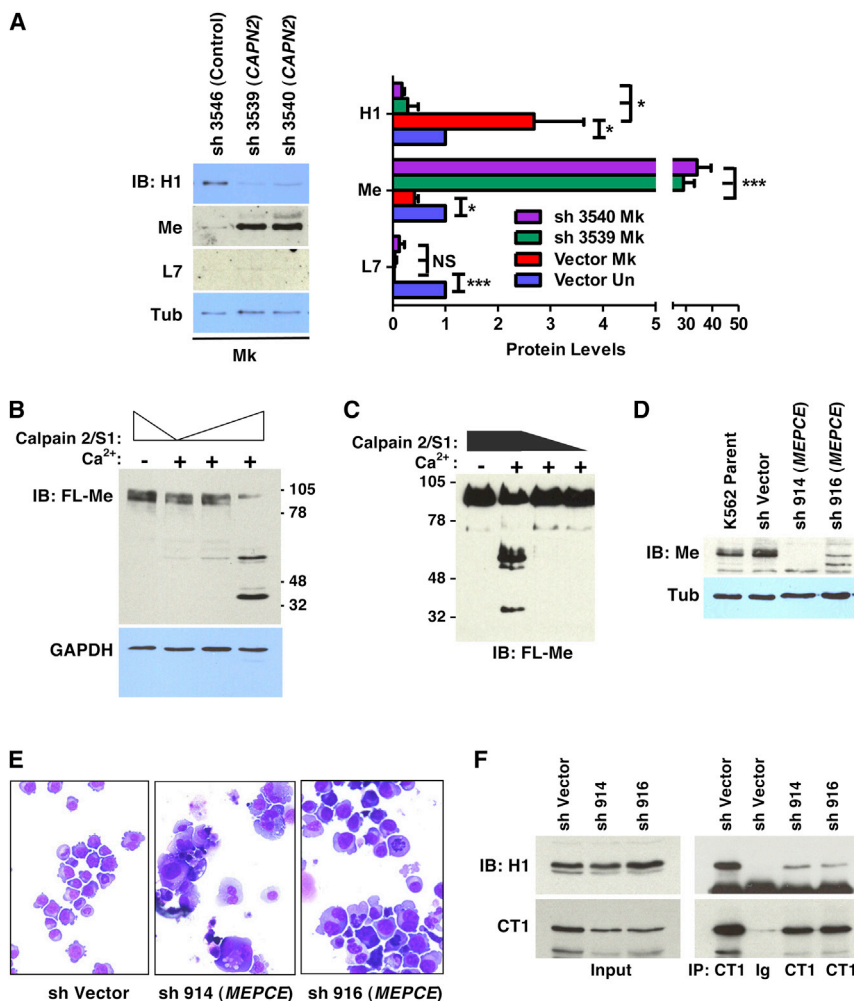 A
sh 3546 (Control)
sh 3539 (CAPN2)
sh 3540 (CAPN2)
IB: H1
Me
L7
Tub
Mk
H1
Me
L7
*
*
***
*
NS
***
sh 3540 Mk
sh 3539 Mk
Vector Mk
Vector Un
0 1 2 3 4 5 30 40 50
Protein Levels
B
Calpain 2/S1:
Ca2+: - + + +
IB: FL-Me
105
78
48
32
GAPDH
C
Calpain 2/S1:
Ca2+: - + + +
105
78
48
32
IB: FL-Me
D
K562 Parent
sh Vector
sh 914 (MEPCE)
sh 916 (MEPCE)
IB: Me
Tub
E
sh Vector
sh 914 (MEPCE)
sh 916 (MEPCE)
F
sh Vector
sh 914
sh 916
sh Vector
sh Vector
sh 914
sh 916
IB: H1
CT1
Input
IP: CT1 Ig CT1 CT1